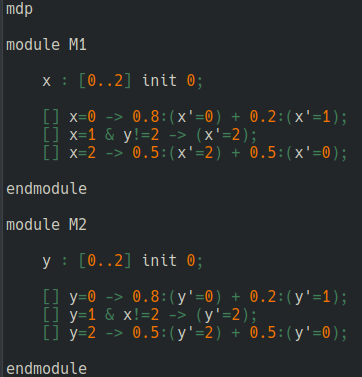 mdp
module M1
x : [0..2] init 0;
[] x=0 -> 0.8:(x'=0) + 0.2:(x'=1);
[] x=1 & y!=2 -> (x'=2);
[] x=2 -> 0.5:(x'=2) + 0.5:(x'=0);
endmodule
module M2
y : [0..2] init 0;
[] y=0 -> 0.8:(y'=0) + 0.2:(y'=1);
[] y=1 & x!=2 -> (y'=2);
[] y=2 -> 0.5:(y'=2) + 0.5:(y'=0);
endmodule